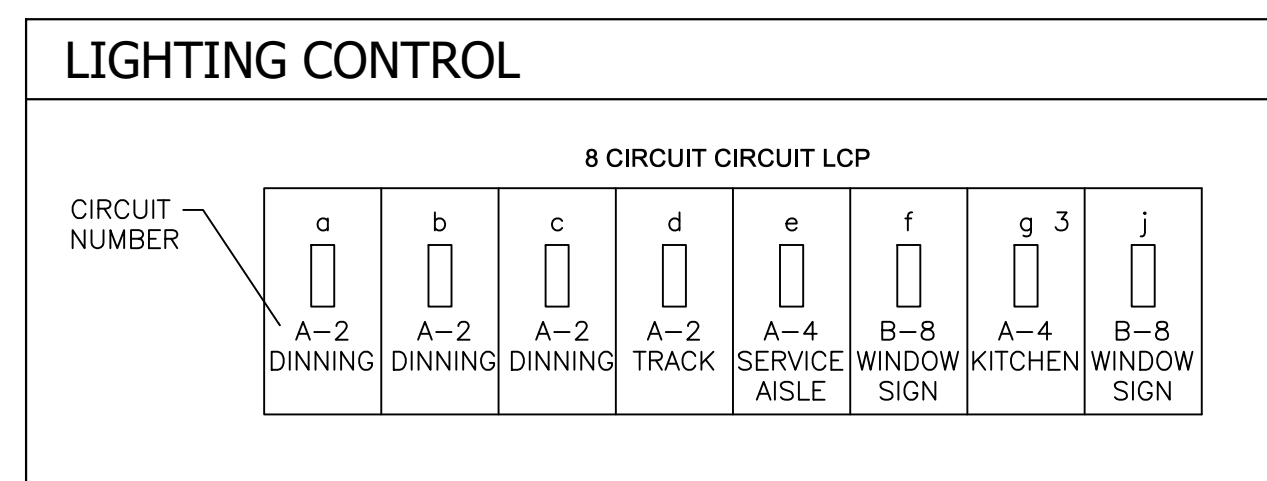 LIGHTING CONTROL
8 CIRCUIT CIRCUIT LCP
CIRCUIT
NUMBER
a b c d e f g 3 j
A-2 A-2 A-2 A-2 A-4 B-8 A-4 B-8
DINNING DINNING DINNING TRACK SERVICE WINDOW KITCHEN WINDOW
AISLE SIGN SIGN